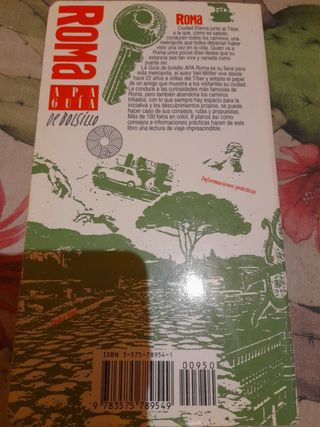 ROMA
APA
GUÍA
DE BOLSILLO
ROMA
Ciudad Eterna junto al Tíber,
a la que, como es sabido,
conducen todos los caminos: una
metrópolis que todos deberían haber
visto una vez en la vida. Quien va a
Roma unos pocos días desea que su
estancia sea tan viva y variada como
pueda ser.
La Guía de bolsillo APA Roma es su llave para
esta metrópolis, el autor Veit Mölter vive desde
hace 22 años a orillas del Tíber y adopta el papel
de un amigo que muestra a los visitantes su ciudad.
Le conduce a las curiosidades más famosas de
Roma, pero también abandona los caminos
trillados, con lo que siempre hay espacio para la
iniciativa y los descubrimientos propios, se puede
hacer caso de sus consejos, rutas y propuestas.
Más de 100 fotos en color, 8 planos así como
consejos e informaciones prácticas hacen de este
libro una lectura de viaje imprescindible.
Informaciones prácticas
ISBN 3-575-78954-1
00950
9 783575 789549